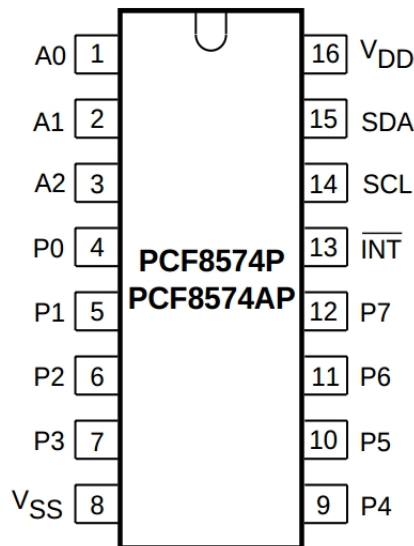 A0 1 16 VDD
A1 2 15 SDA
A2 3 14 SCL
P0 4 13 I̅N̅T̅
PCF8574P
PCF8574AP
P1 5 12 P7
P2 6 11 P6
P3 7 10 P5
VSS 8 9 P4